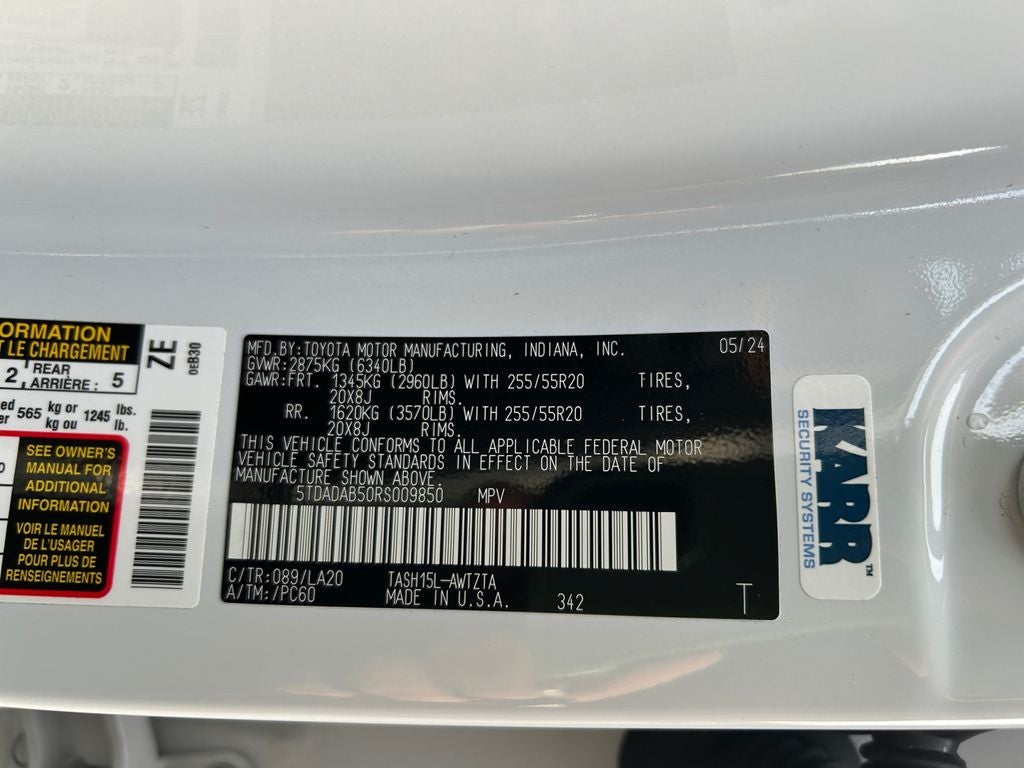 ORMATION
T LE CHARGEMENT
2 REAR ARRIÈRE : 5
565 kg or kg ou 1245 lbs. lb.
SEE OWNER'S
MANUAL FOR
ADDITIONAL
INFORMATION
VOIR LE MANUEL
DE L'USAGER
POUR PLUS DE
RENSEIGNEMENTS
ZE
0EB30
MFD.BY:TOYOTA MOTOR MANUFACTURING, INDIANA, INC. 05/24
GVWR:2875KG (6340LB)
GAWR:FRT. 1345KG (2960LB) WITH 255/55R20 TIRES,
20X8J RIMS.
RR. 1620KG (3570LB) WITH 255/55R20 TIRES,
20X8J RIMS.
THIS VEHICLE CONFORMS TO ALL APPLICABLE FEDERAL MOTOR
VEHICLE SAFETY STANDARDS IN EFFECT ON THE DATE OF
MANUFACTURE SHOWN ABOVE.
5TDADAB50RS009850 MPV
C/TR:089/LA20 TASH15L-AWTZTA
A/TM:/PC60 MADE IN U.S.A. 342 T
KARR™
SECURITY SYSTEMS